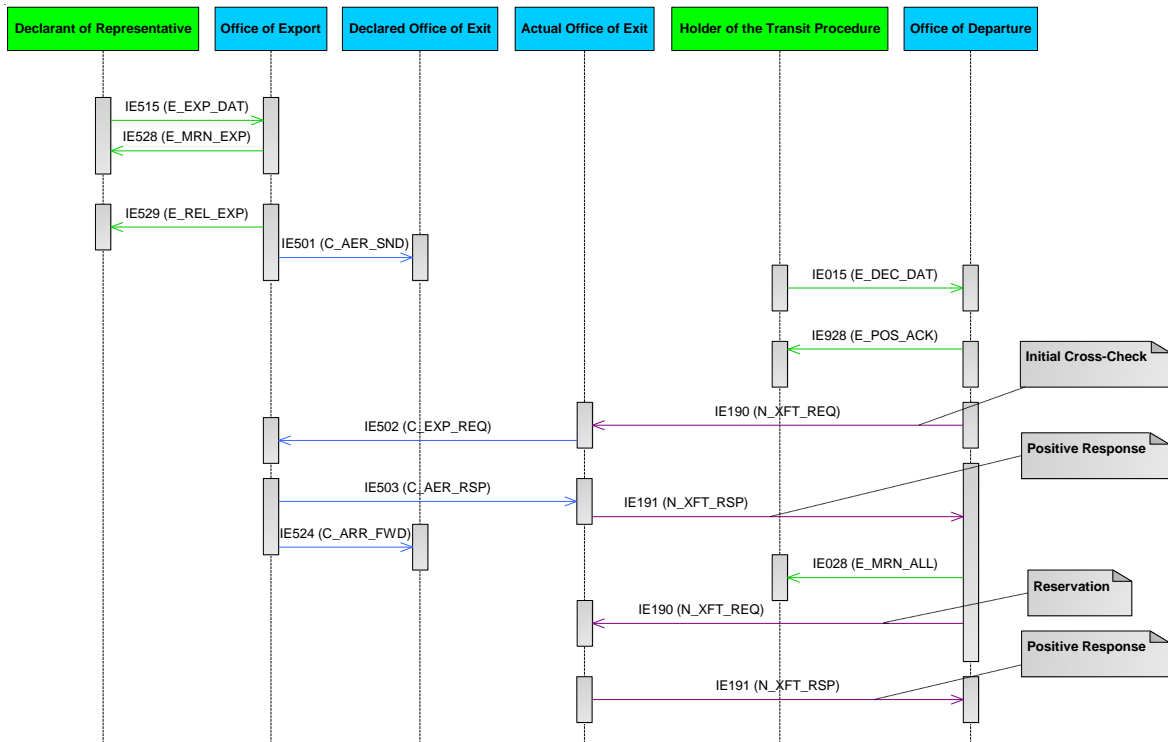 Declarant of Representative
Office of Export
Declared Office of Exit
Actual Office of Exit
Holder of the Transit Procedure
Office of Departure
IE515 (E_EXP_DAT)
IE528 (E_MRN_EXP)
IE529 (E_REL_EXP)
IE501 (C_AER_SND)
IE015 (E_DEC_DAT)
IE928 (E_POS_ACK)
Initial Cross-Check
IE190 (N_XFT_REQ)
IE502 (C_EXP_REQ)
Positive Response
IE503 (C_AER_RSP)
IE191 (N_XFT_RSP)
IE524 (C_ARR_FWD)
IE028 (E_MRN_ALL)
Reservation
IE190 (N_XFT_REQ)
Positive Response
IE191 (N_XFT_RSP)